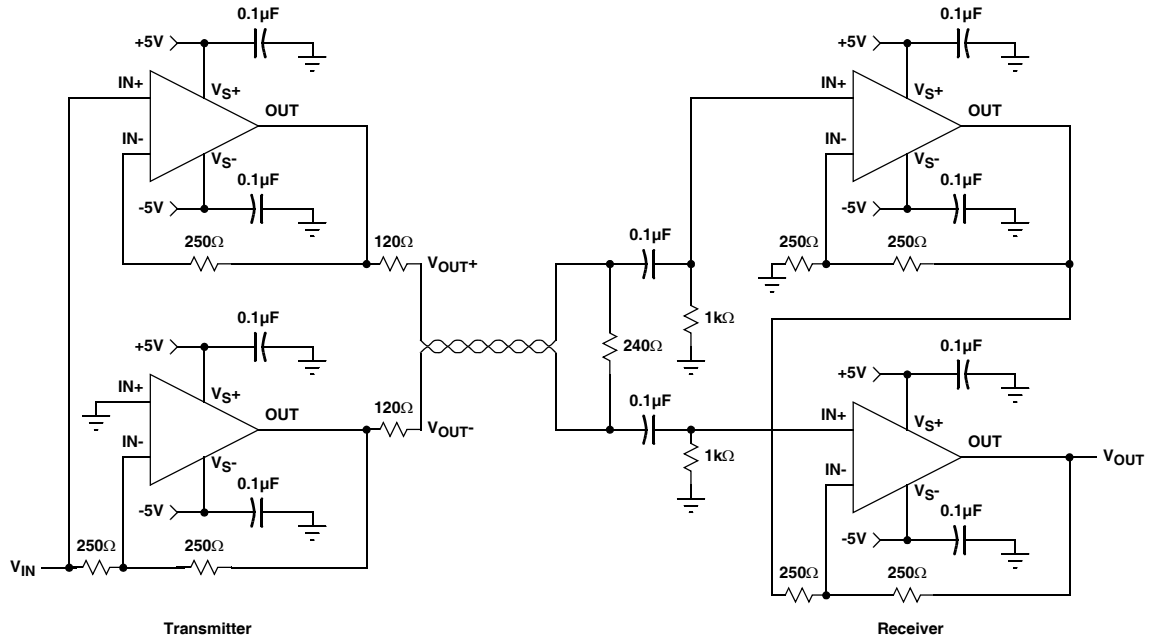 0.1µF
+5V
IN+
VS+
OUT
IN-
VS-
0.1µF
-5V
250Ω
120Ω
VOUT+
0.1µF
+5V
IN+
VS+
OUT
120Ω
VOUT-
IN-
VS-
0.1µF
-5V
VIN
250Ω
250Ω
Transmitter
0.1µF
1kΩ
240Ω
0.1µF
1kΩ
0.1µF
+5V
IN+
VS+
OUT
IN-
VS-
0.1µF
-5V
250Ω
250Ω
0.1µF
+5V
IN+
VS+
OUT
VOUT
IN-
VS-
0.1µF
-5V
250Ω
250Ω
Receiver